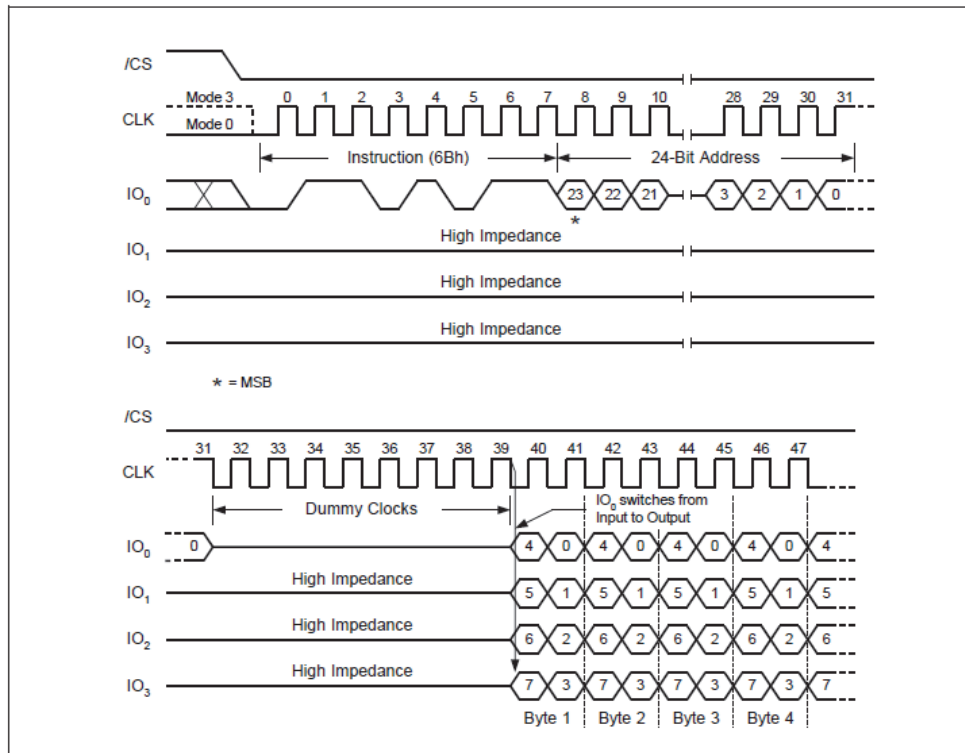 /CS
Mode 3 0 1 2 3 4 5 6 7 8 9 10 28 29 30 31
CLK
Mode 0
Instruction (6Bh) 24-Bit Address
IO0 23 22 21 3 2 1 0
*
High Impedance
IO1
High Impedance
IO2
High Impedance
IO3
* = MSB
/CS
31 32 33 34 35 36 37 38 39 40 41 42 43 44 45 46 47
CLK
Dummy Clocks
IO0 switches from
Input to Output
IO0 0 4 0 4 0 4 0 4 0 4
High Impedance
IO1 5 1 5 1 5 1 5 1 5
High Impedance
IO2 6 2 6 2 6 2 6 2 6
High Impedance
IO3 7 3 7 3 7 3 7 3 7
Byte 1 Byte 2 Byte 3 Byte 4